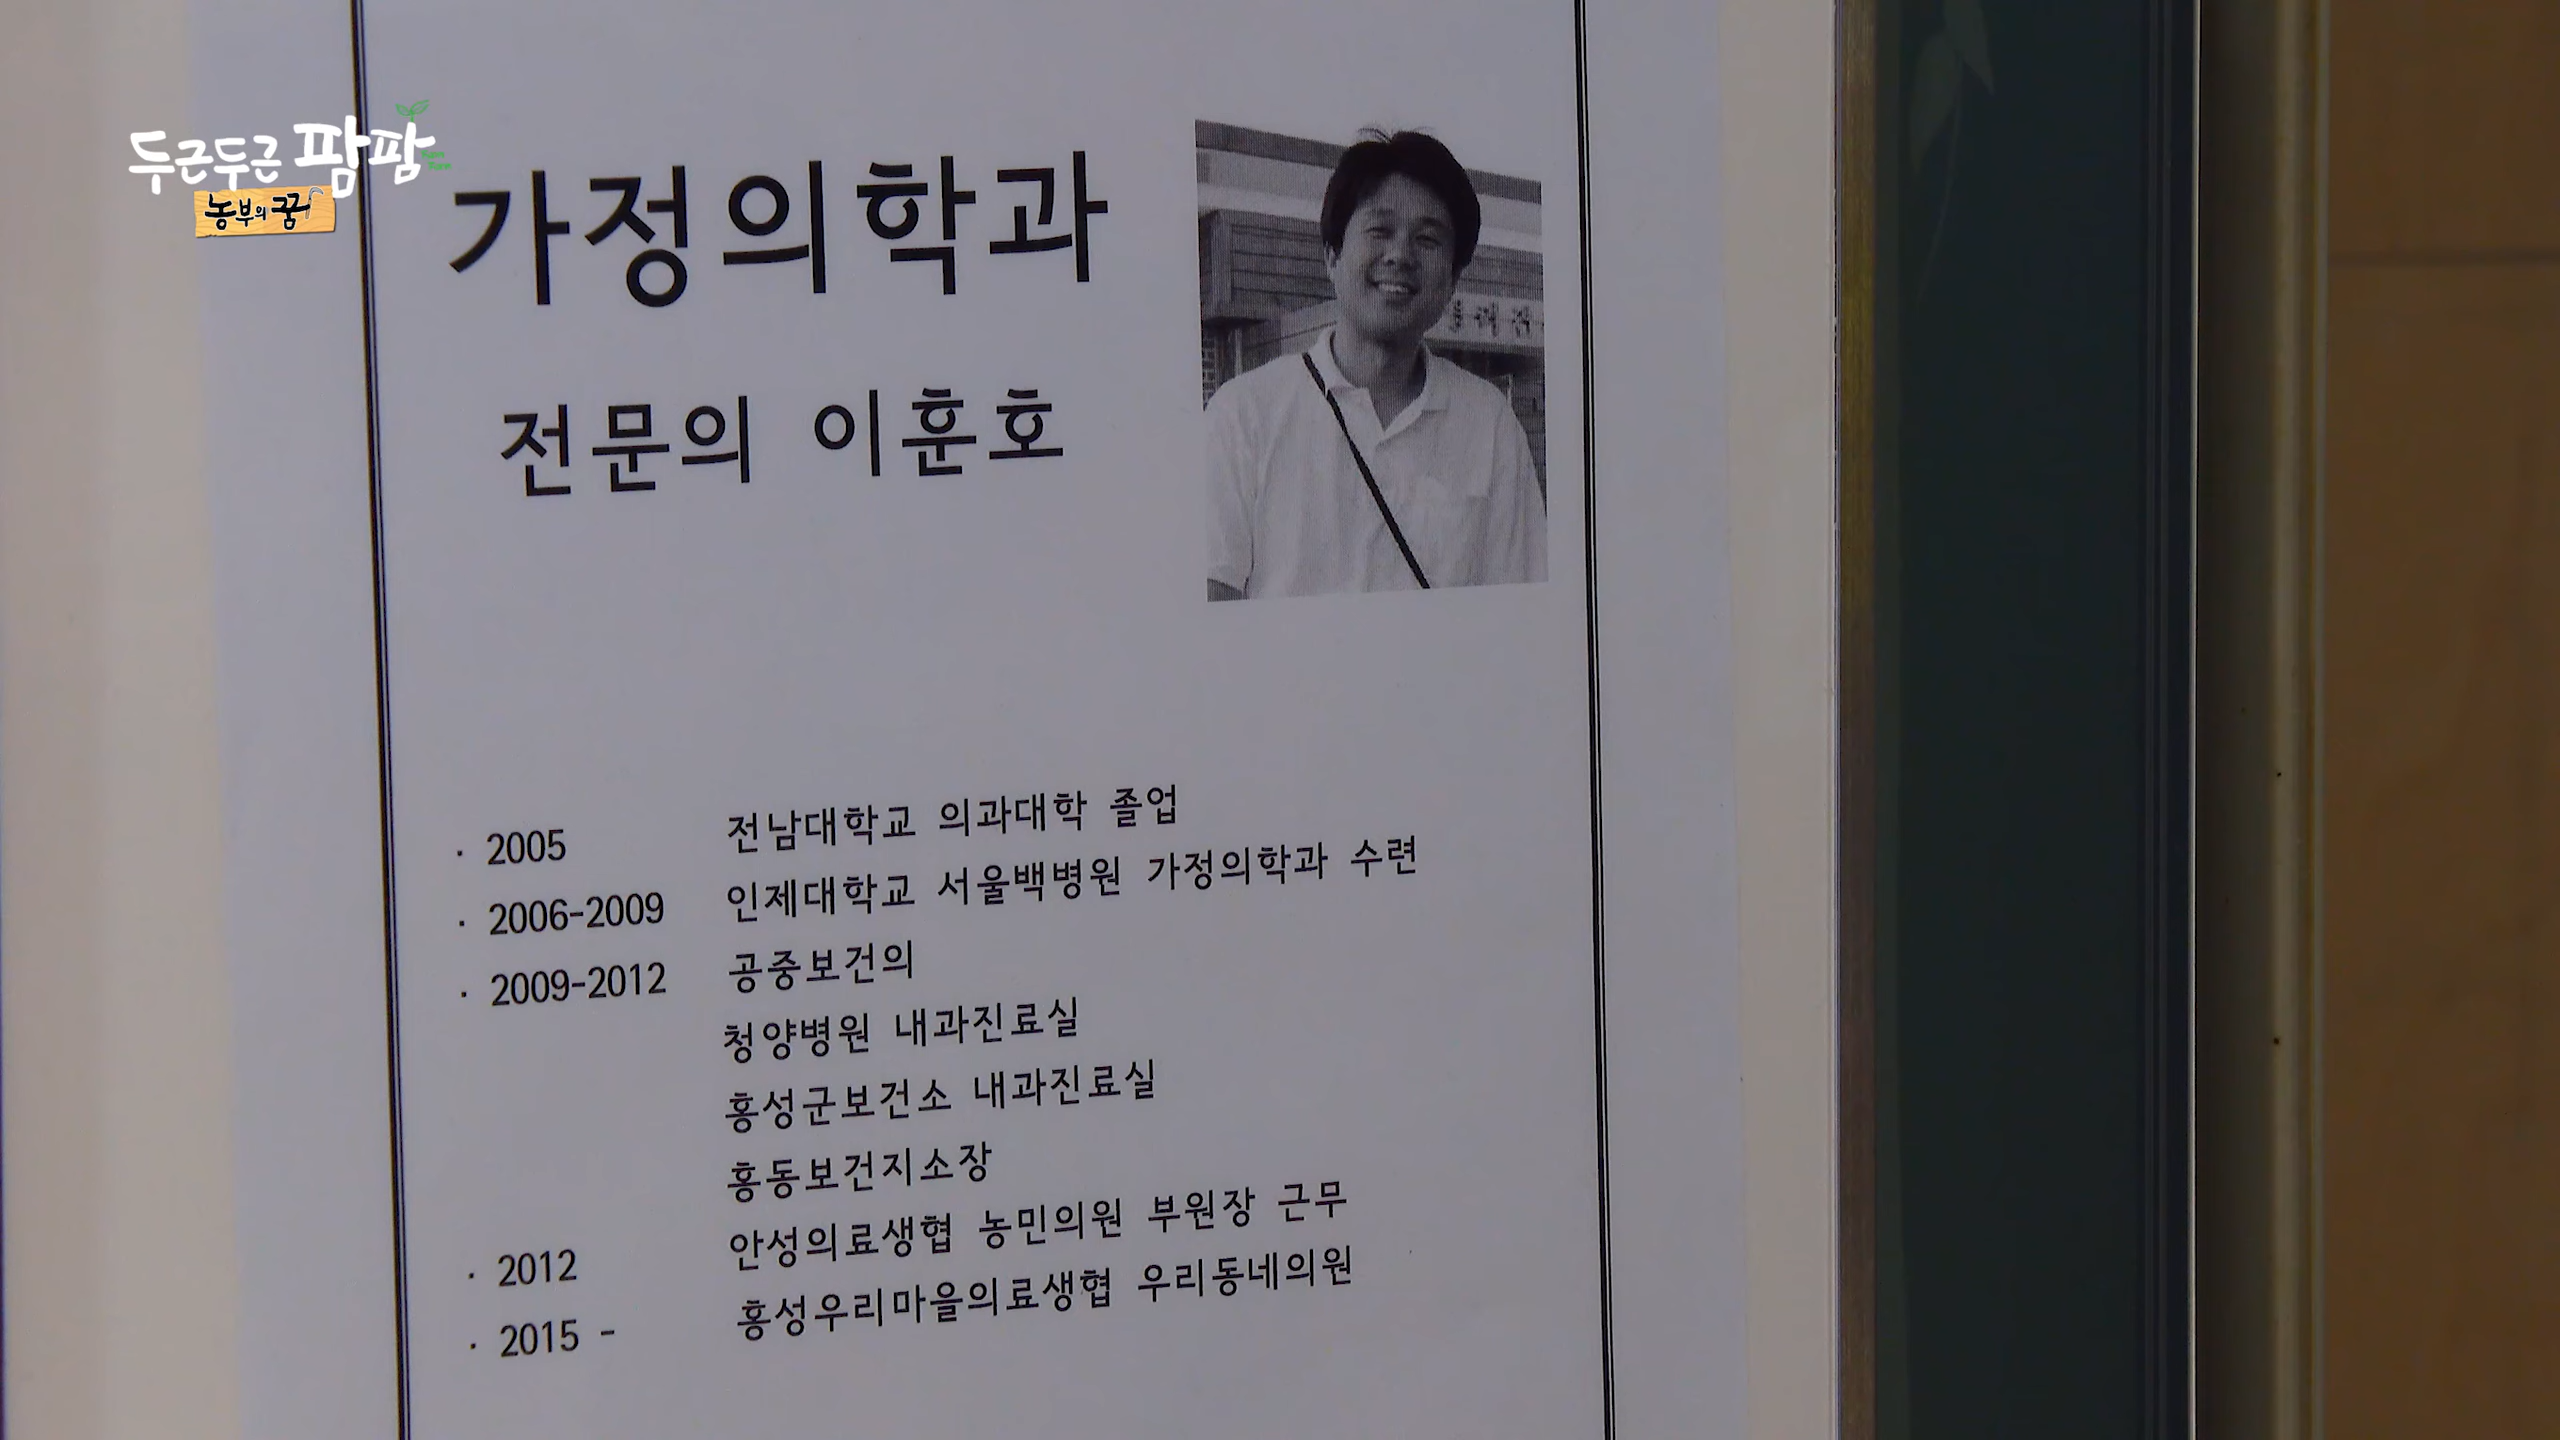 두근두근 팜팜
농부의 꿈
가정의학과
전문의 이훈호
· 2005 전남대학교 의과대학 졸업
· 2006-2009 인제대학교 서울백병원 가정의학과 수련
· 2009-2012 공중보건의
청양병원 내과진료실
홍성군보건소 내과진료실
홍동보건지소장
· 2012 안성의료생협 농민의원 부원장 근무
· 2015 - 홍성우리마을의료생협 우리동네의원